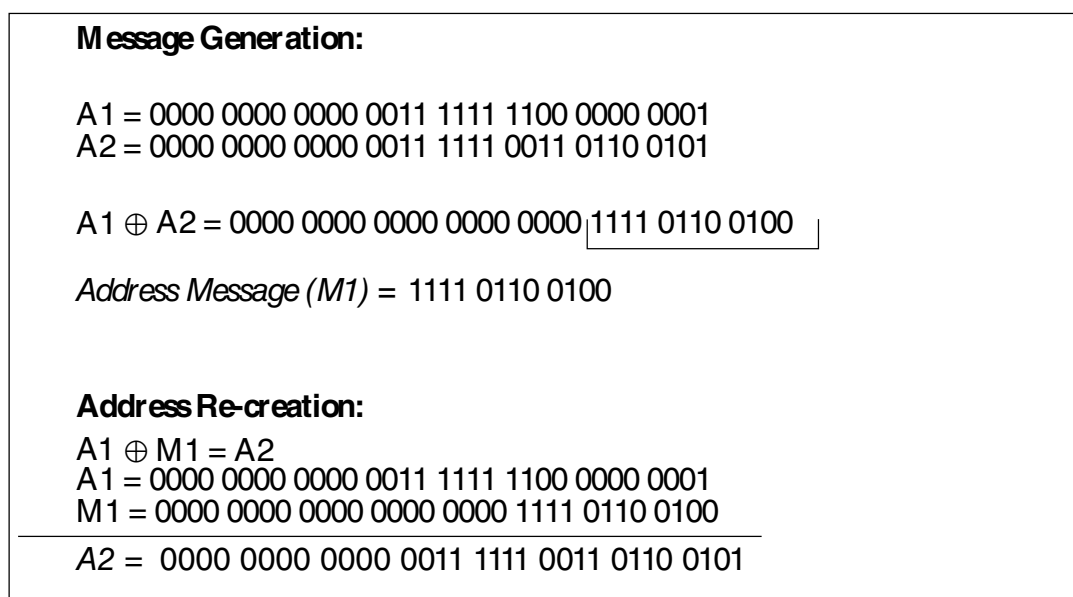 Message Generation:
A1 = 0000 0000 0000 0011 1111 1100 0000 0001
A2 = 0000 0000 0000 0011 1111 0011 0110 0101
A1 ⊕ A2 = 0000 0000 0000 0000 0000 1111 0110 0100
Address Message (M1) = 1111 0110 0100
Address Re-creation:
A1 ⊕ M1 = A2
A1 = 0000 0000 0000 0011 1111 1100 0000 0001
M1 = 0000 0000 0000 0000 0000 1111 0110 0100
A2 = 0000 0000 0000 0011 1111 0011 0110 0101